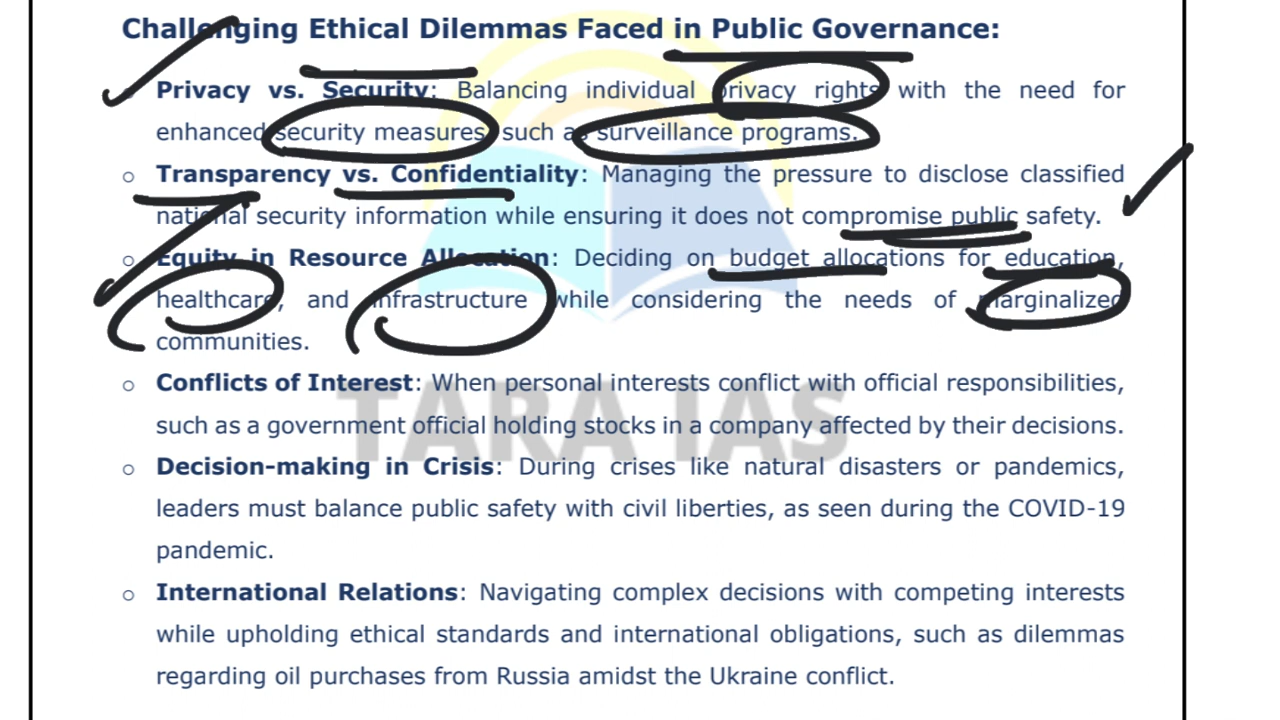 Challenging Ethical Dilemmas Faced in Public Governance:
Privacy vs. Security: Balancing individual privacy rights with the need for
enhanced security measures, such as surveillance programs.
o Transparency vs. Confidentiality: Managing the pressure to disclose classified
national security information while ensuring it does not compromise public safety.
o Equity in Resource Allocation: Deciding on budget allocations for education,
healthcare, and infrastructure while considering the needs of marginalized
communities.
o Conflicts of Interest: When personal interests conflict with official responsibilities,
such as a government official holding stocks in a company affected by their decisions.
TARA IAS
o Decision-making in Crisis: During crises like natural disasters or pandemics,
leaders must balance public safety with civil liberties, as seen during the COVID-19
pandemic.
o International Relations: Navigating complex decisions with competing interests
while upholding ethical standards and international obligations, such as dilemmas
regarding oil purchases from Russia amidst the Ukraine conflict.